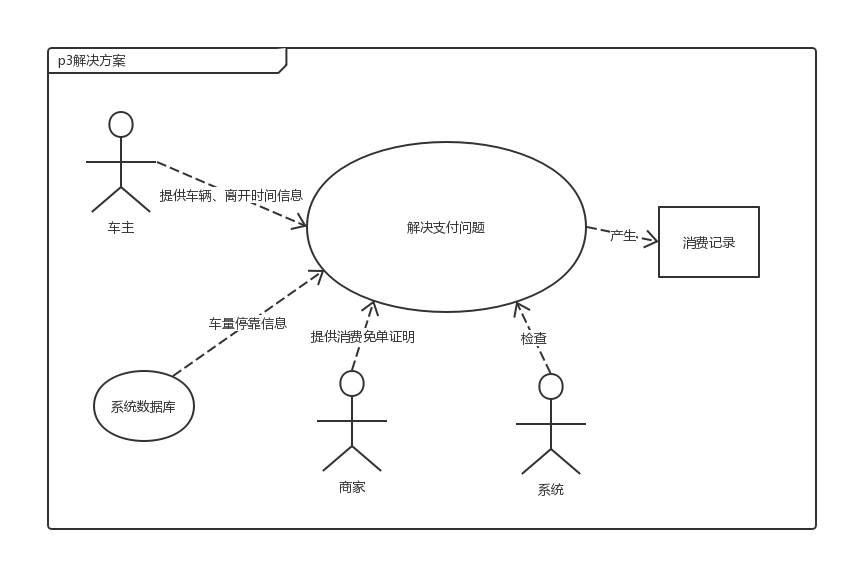 p3解决方案
提供车辆、离开时间信息
车主
解决支付问题
产生
消费记录
车量停靠信息
提供消费免单证明
检查
系统数据库
商家
系统